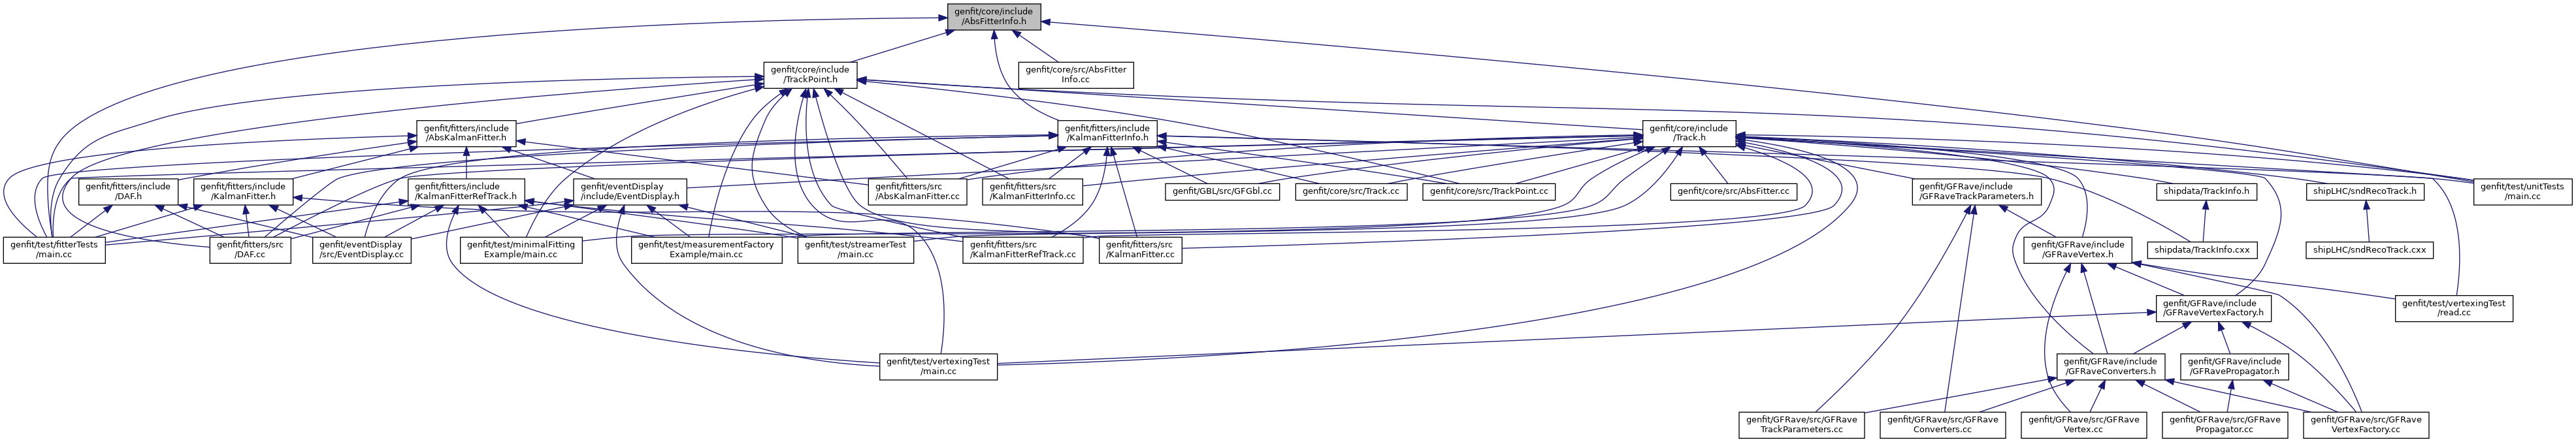 genfit/core/include
/AbsFitterInfo.h
genfit/core/include
/TrackPoint.h
genfit/core/src/AbsFitter
Info.cc
genfit/fitters/include
/AbsKalmanFitter.h
genfit/fitters/include
/KalmanFitterInfo.h
genfit/core/include
/Track.h
genfit/fitters/include
/DAF.h
genfit/fitters/include
/KalmanFitter.h
genfit/fitters/include
/KalmanFitterRefTrack.h
genfit/eventDisplay
/include/EventDisplay.h
genfit/fitters/src
/AbsKalmanFitter.cc
genfit/fitters/src
/KalmanFitterInfo.cc
genfit/GBL/src/GFGbl.cc
genfit/core/src/Track.cc
genfit/core/src/TrackPoint.cc
genfit/core/src/AbsFitter.cc
genfit/GFRave/include
/GFRaveTrackParameters.h
shipdata/TrackInfo.h
shipLHC/sndRecoTrack.h
genfit/test/unitTests
/main.cc
genfit/test/fitterTests
/main.cc
genfit/fitters/src
/DAF.cc
genfit/eventDisplay
/src/EventDisplay.cc
genfit/test/minimalFitting
Example/main.cc
genfit/test/measurementFactory
Example/main.cc
genfit/test/streamerTest
/main.cc
genfit/fitters/src
/KalmanFitterRefTrack.cc
genfit/fitters/src
/KalmanFitter.cc
genfit/GFRave/include
/GFRaveVertex.h
shipdata/TrackInfo.cxx
shipLHC/sndRecoTrack.cxx
genfit/GFRave/include
/GFRaveVertexFactory.h
genfit/test/vertexingTest
/read.cc
genfit/test/vertexingTest
/main.cc
genfit/GFRave/include
/GFRaveConverters.h
genfit/GFRave/include
/GFRavePropagator.h
genfit/GFRave/src/GFRave
TrackParameters.cc
genfit/GFRave/src/GFRave
Converters.cc
genfit/GFRave/src/GFRave
Vertex.cc
genfit/GFRave/src/GFRave
Propagator.cc
genfit/GFRave/src/GFRave
VertexFactory.cc